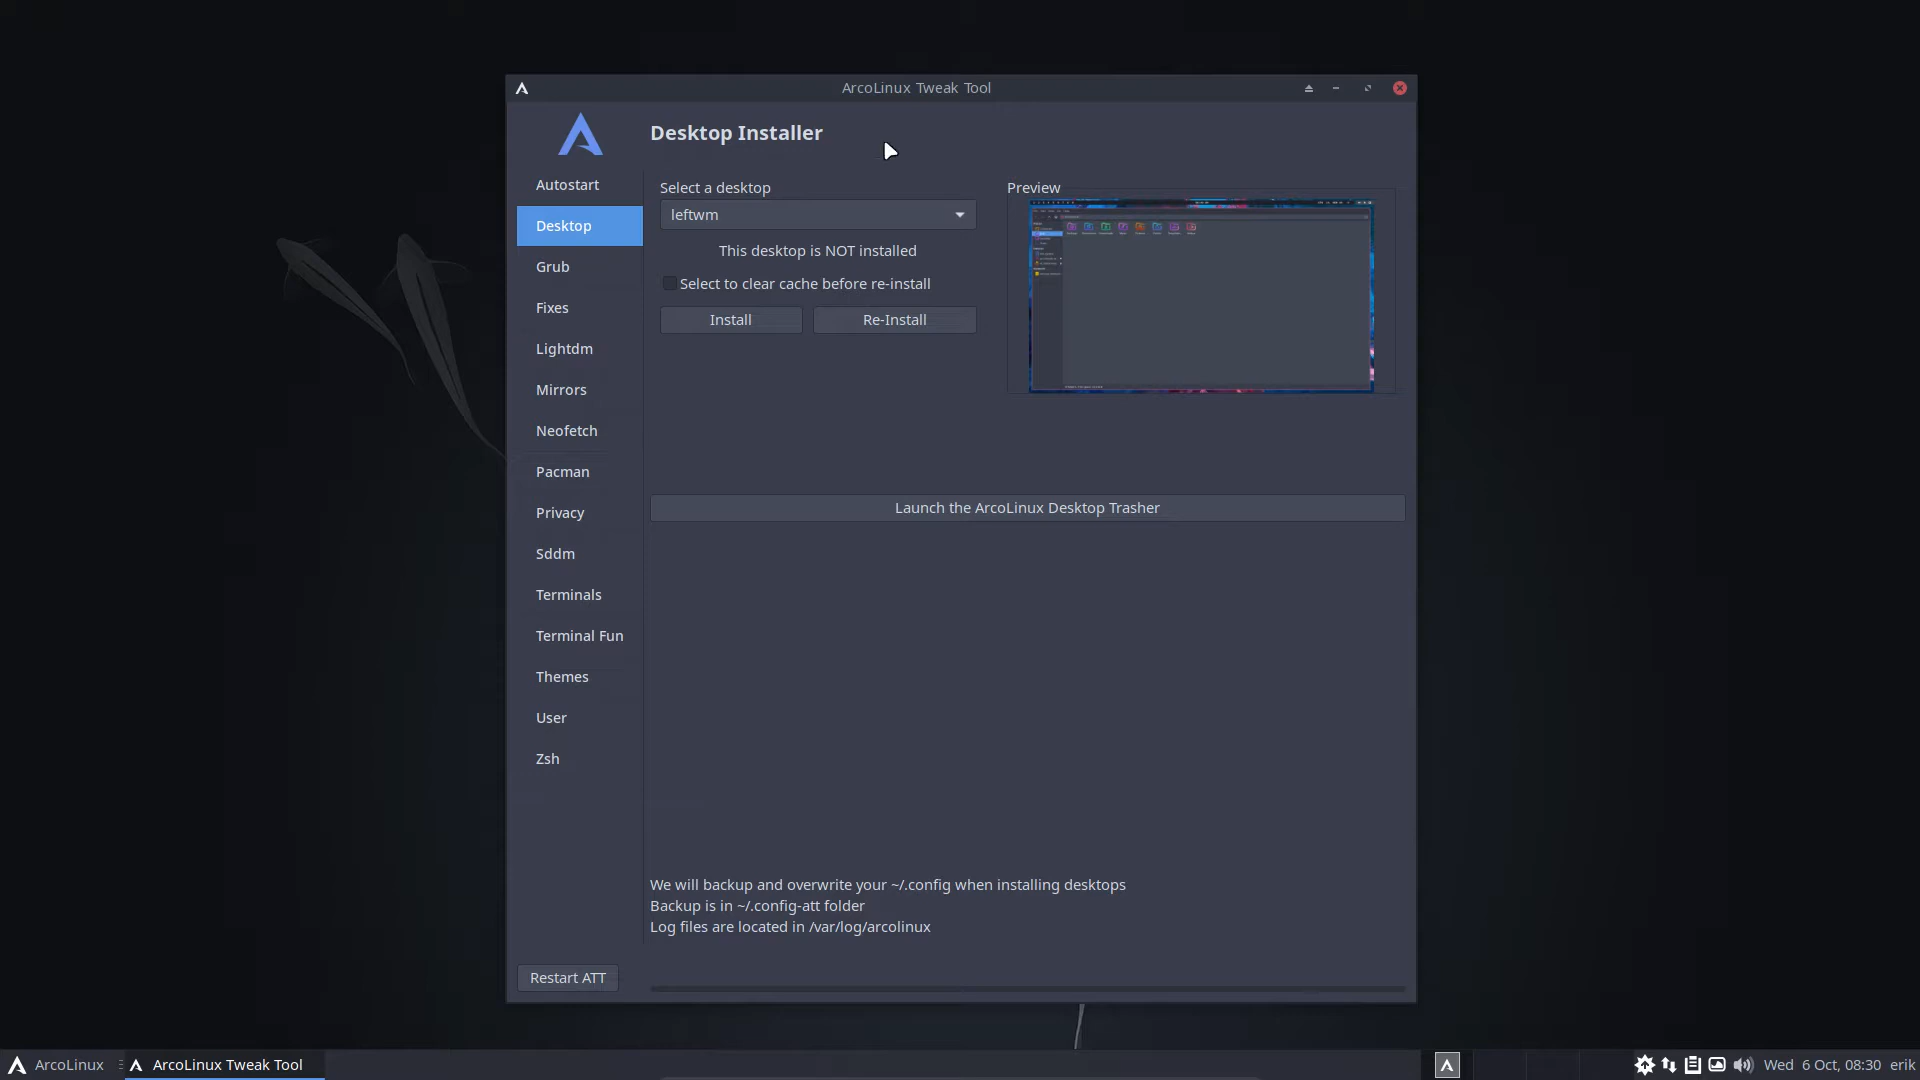 ArcoLinux Tweak Tool
Desktop Installer
Autostart
Desktop
Grub
Fixes
Lightdm
Mirrors
Neofetch
Pacman
Privacy
Sddm
Terminals
Terminal Fun
Themes
User
Zsh
Select a desktop
leftwm
This desktop is NOT installed
Select to clear cache before re-install
Install
Re-Install
Preview
Launch the ArcoLinux Desktop Trasher
We will backup and overwrite your ~/.config when installing desktops
Backup is in ~/.config-att folder
Log files are located in /var/log/arcolinux
Restart ATT
ArcoLinux
ArcoLinux Tweak Tool
Wed 6 Oct, 08:30
erik